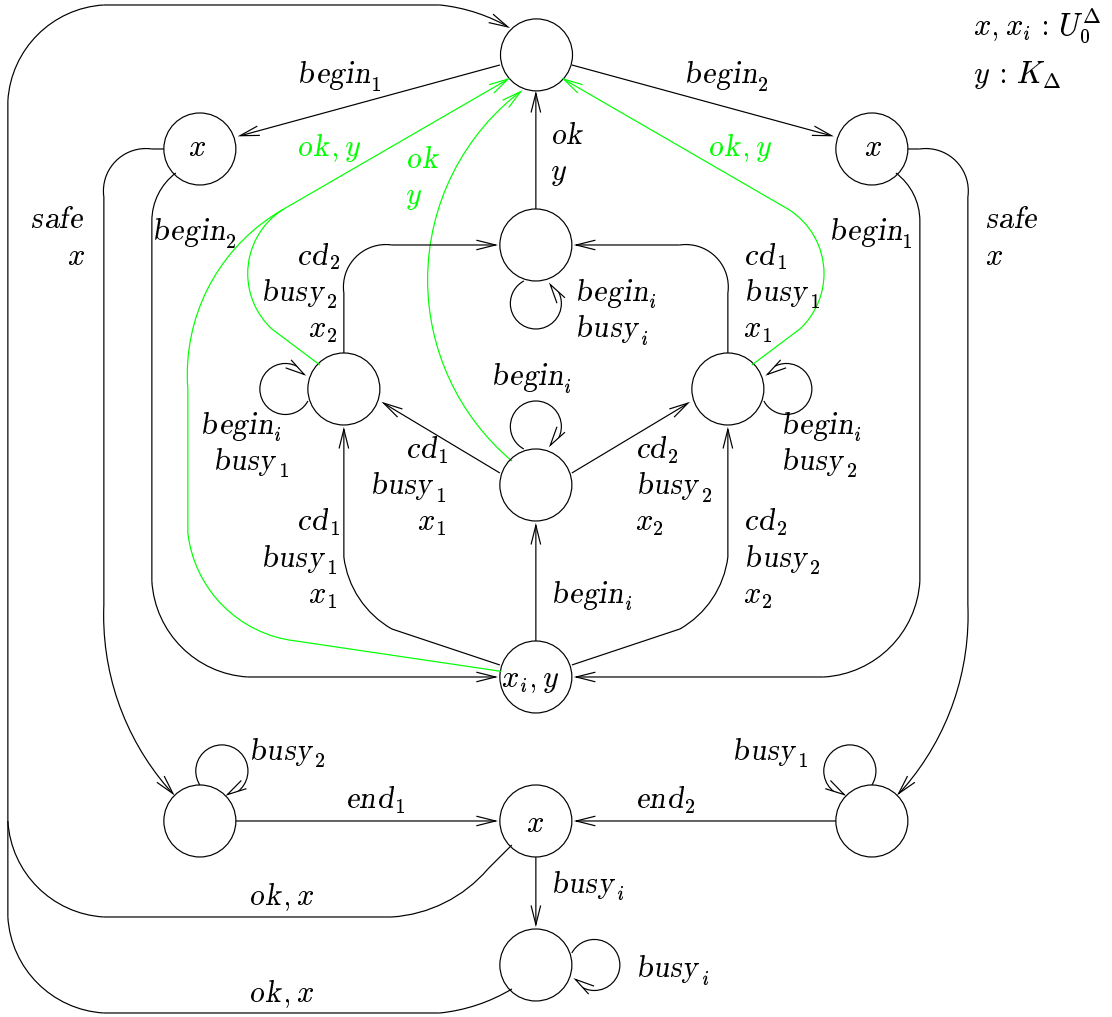 x, x_i : U_0^Δ
y : K_Δ
begin_1
begin_2
x
x
ok, y
ok
y
ok
y
ok, y
safe
x
begin_2
begin_1
safe
x
cd_2
busy_2
x_2
begin_i
busy_i
cd_1
busy_1
x_1
begin_i
begin_i
busy_1
cd_1
busy_1
x_1
cd_2
busy_2
x_2
begin_i
busy_2
cd_1
busy_1
x_1
cd_2
busy_2
x_2
begin_i
x_i, y
busy_2
busy_1
end_1
x
end_2
ok, x
busy_i
ok, x
busy_i